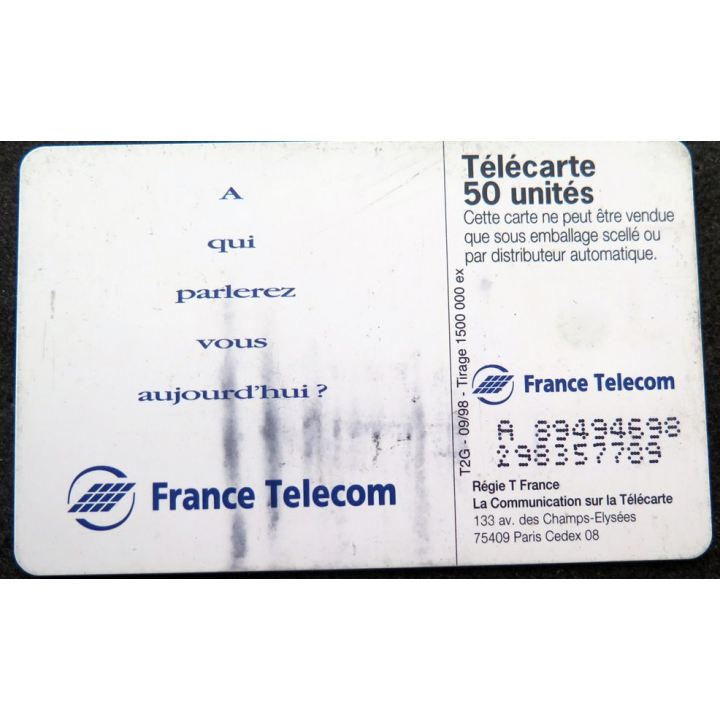 A
qui
parlerez
vous
aujourd'hui ?
France Telecom
T2G - 09/98 - Tirage 1500 000 ex
Télécarte
50 unités
Cette carte ne peut être vendue
que sous emballage scellé ou
par distributeur automatique.
France Telecom
A 89494698
298357789
Régie T France
La Communication sur la Télécarte
133 av. des Champs-Elysées
75409 Paris Cedex 08